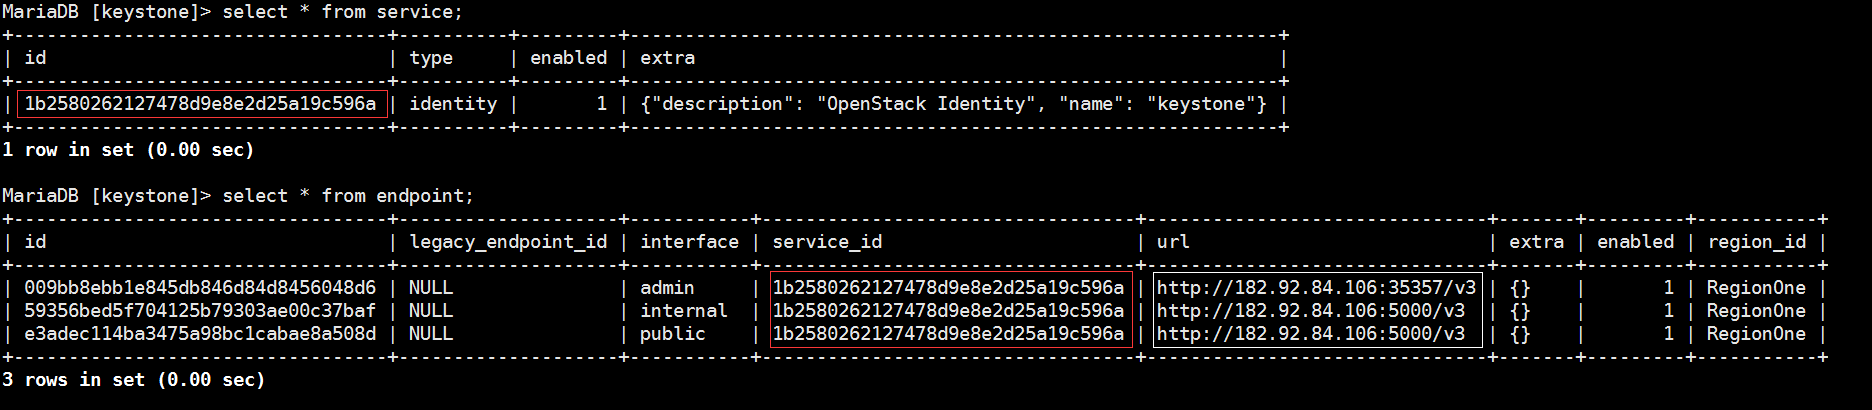 MariaDB [keystone]> select * from service;
+----------------------------------+----------+---------+-----------------------------------------------------------+
| id                               | type     | enabled | extra                                                     |
+----------------------------------+----------+---------+-----------------------------------------------------------+
| 1b2580262127478d9e8e2d25a19c596a | identity |       1 | {"description": "OpenStack Identity", "name": "keystone"} |
+----------------------------------+----------+---------+-----------------------------------------------------------+
1 row in set (0.00 sec)

MariaDB [keystone]> select * from endpoint;
+----------------------------------+--------------------+-----------+----------------------------------+-------------------------------+-------+---------+-----------+
| id                               | legacy_endpoint_id | interface | service_id                       | url                           | extra | enabled | region_id |
+----------------------------------+--------------------+-----------+----------------------------------+-------------------------------+-------+---------+-----------+
| 009bb8ebb1e845db846d84d8456048d6 | NULL               | admin     | 1b2580262127478d9e8e2d25a19c596a | http://182.92.84.106:35357/v3 | {}    |       1 | RegionOne |
| 59356bed5f704125b79303ae00c37baf | NULL               | internal  | 1b2580262127478d9e8e2d25a19c596a | http://182.92.84.106:5000/v3  | {}    |       1 | RegionOne |
| e3adec114ba3475a98bc1cabae8a508d | NULL               | public    | 1b2580262127478d9e8e2d25a19c596a | http://182.92.84.106:5000/v3  | {}    |       1 | RegionOne |
+----------------------------------+--------------------+-----------+----------------------------------+-------------------------------+-------+---------+-----------+
3 rows in set (0.00 sec)